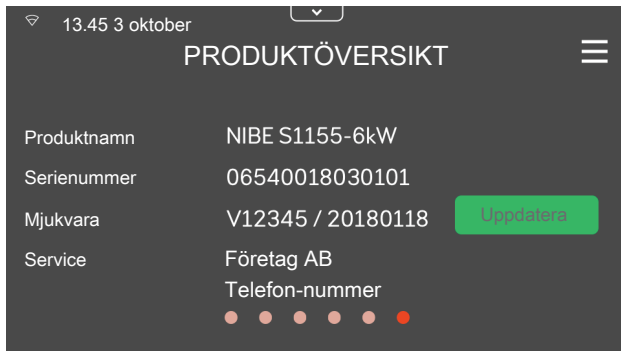 13.45 3 oktober
PRODUKTÖVERSIKT
Produktnamn NIBE S1155-6kW
Serienummer 06540018030101
Mjukvara V12345 / 20180118 Uppdatera
Service Företag AB
Telefon-nummer